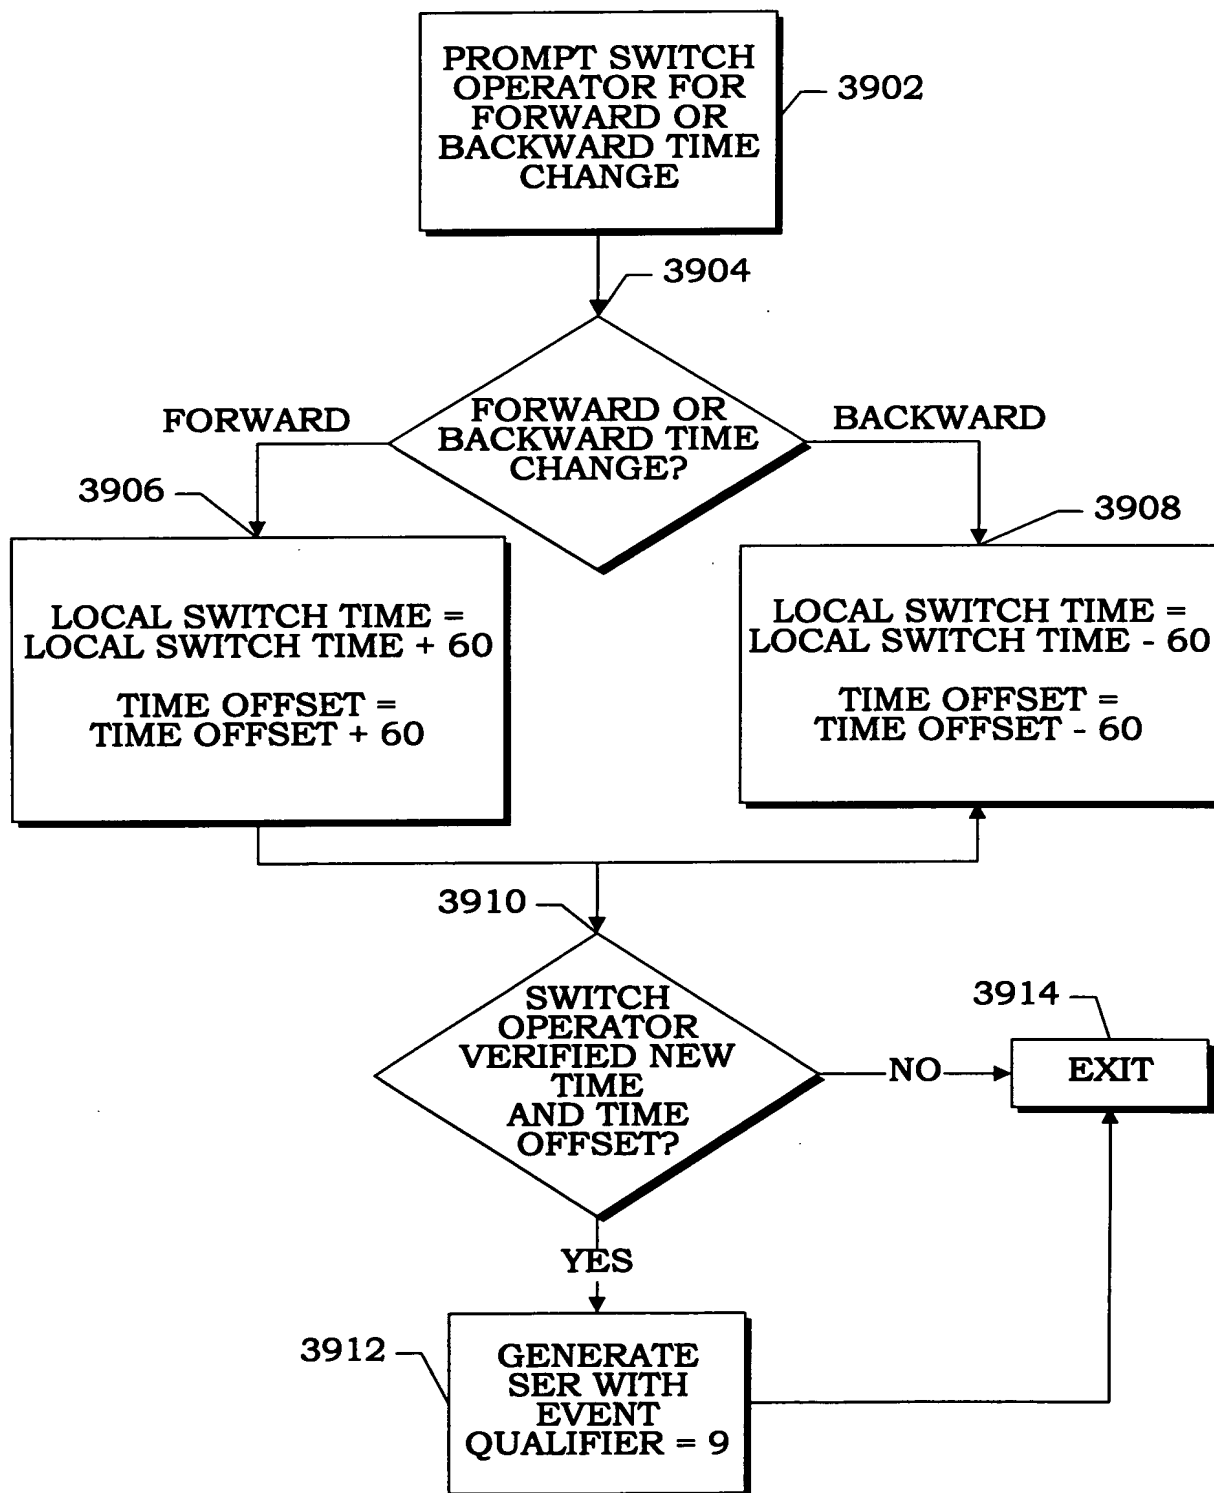 PROMPT SWITCH
OPERATOR FOR
FORWARD OR
BACKWARD TIME
CHANGE
3902
3904
FORWARD OR
BACKWARD TIME
CHANGE?
FORWARD
BACKWARD
3906
3908
LOCAL SWITCH TIME =
LOCAL SWITCH TIME + 60
TIME OFFSET =
TIME OFFSET + 60
LOCAL SWITCH TIME =
LOCAL SWITCH TIME - 60
TIME OFFSET =
TIME OFFSET - 60
3910
SWITCH
OPERATOR
VERIFIED NEW
TIME
AND TIME
OFFSET?
NO
3914
EXIT
YES
3912
GENERATE
SER WITH
EVENT
QUALIFIER = 9